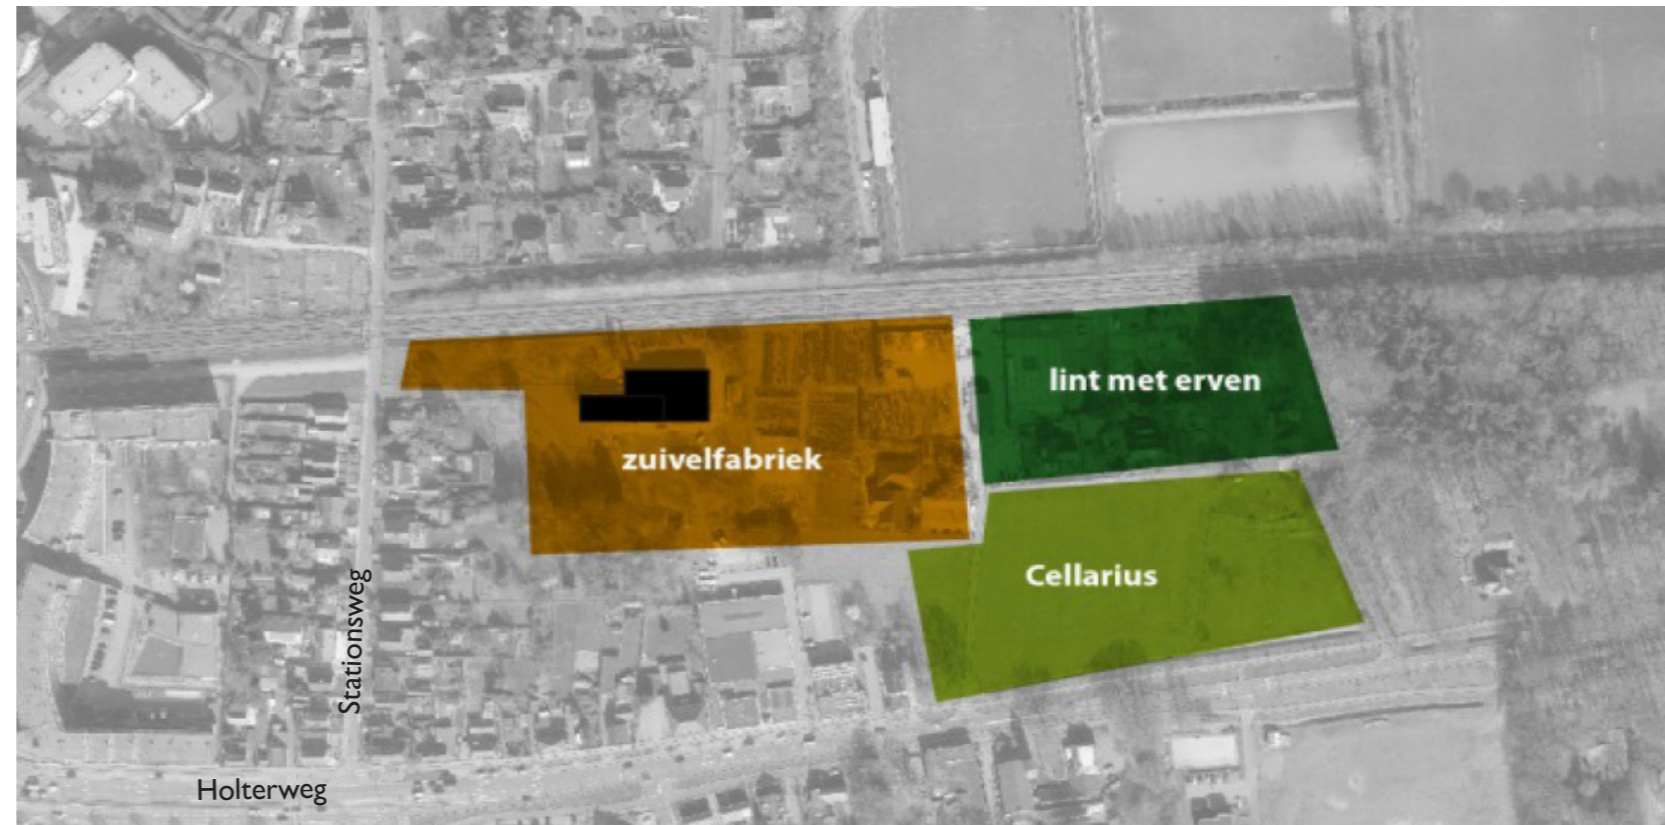 lint met erven
zuivelfabriek
Cellarius
Stationsweg
Holterweg